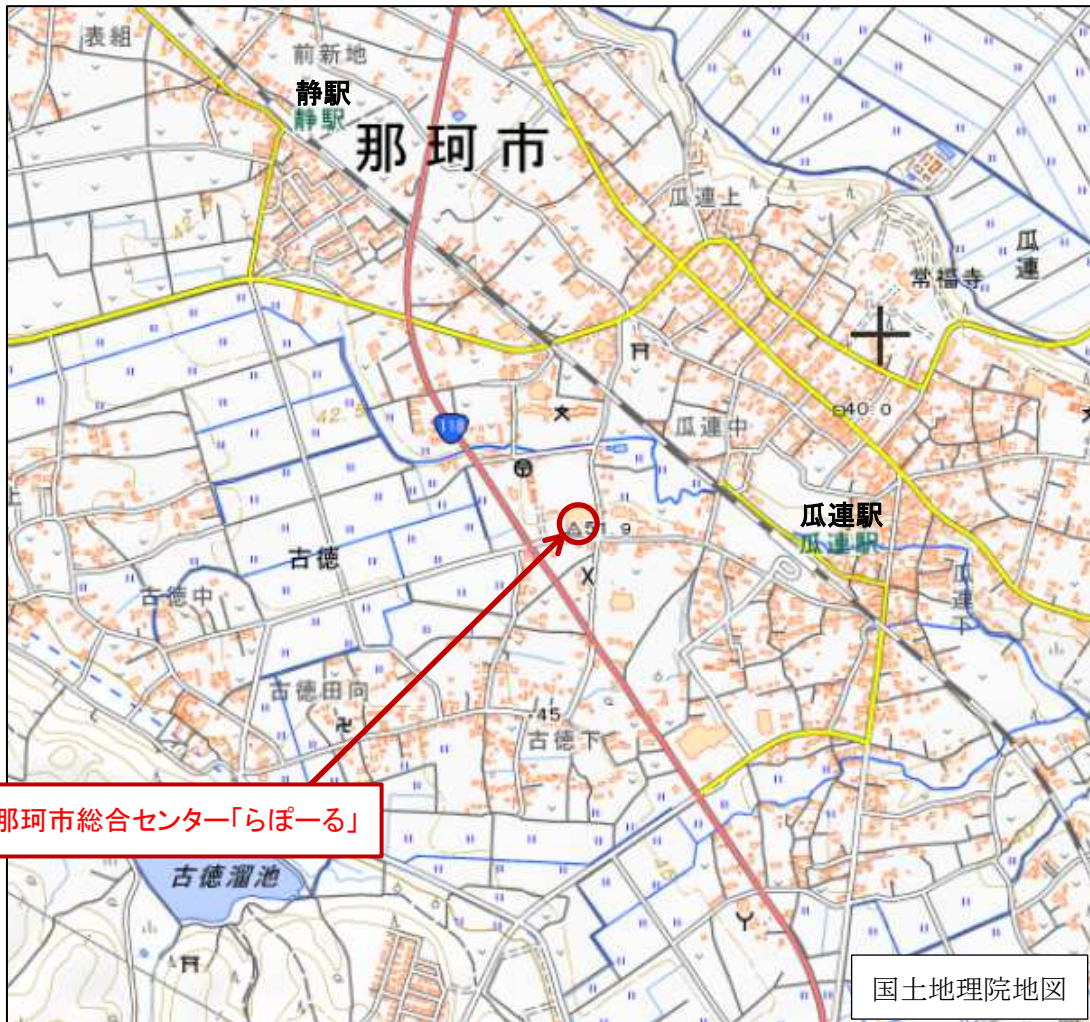 表組
前新地
静駅
静駅
那珂市
瓜連上
瓜連
常福寺
42.5
118
40.0
瓜連中
51.9
瓜連駅
瓜連駅
古徳
古徳中
瓜連下
古徳田向
45
古徳下
那珂市総合センター「らぽーる」
古徳溜池
国土地理院地図